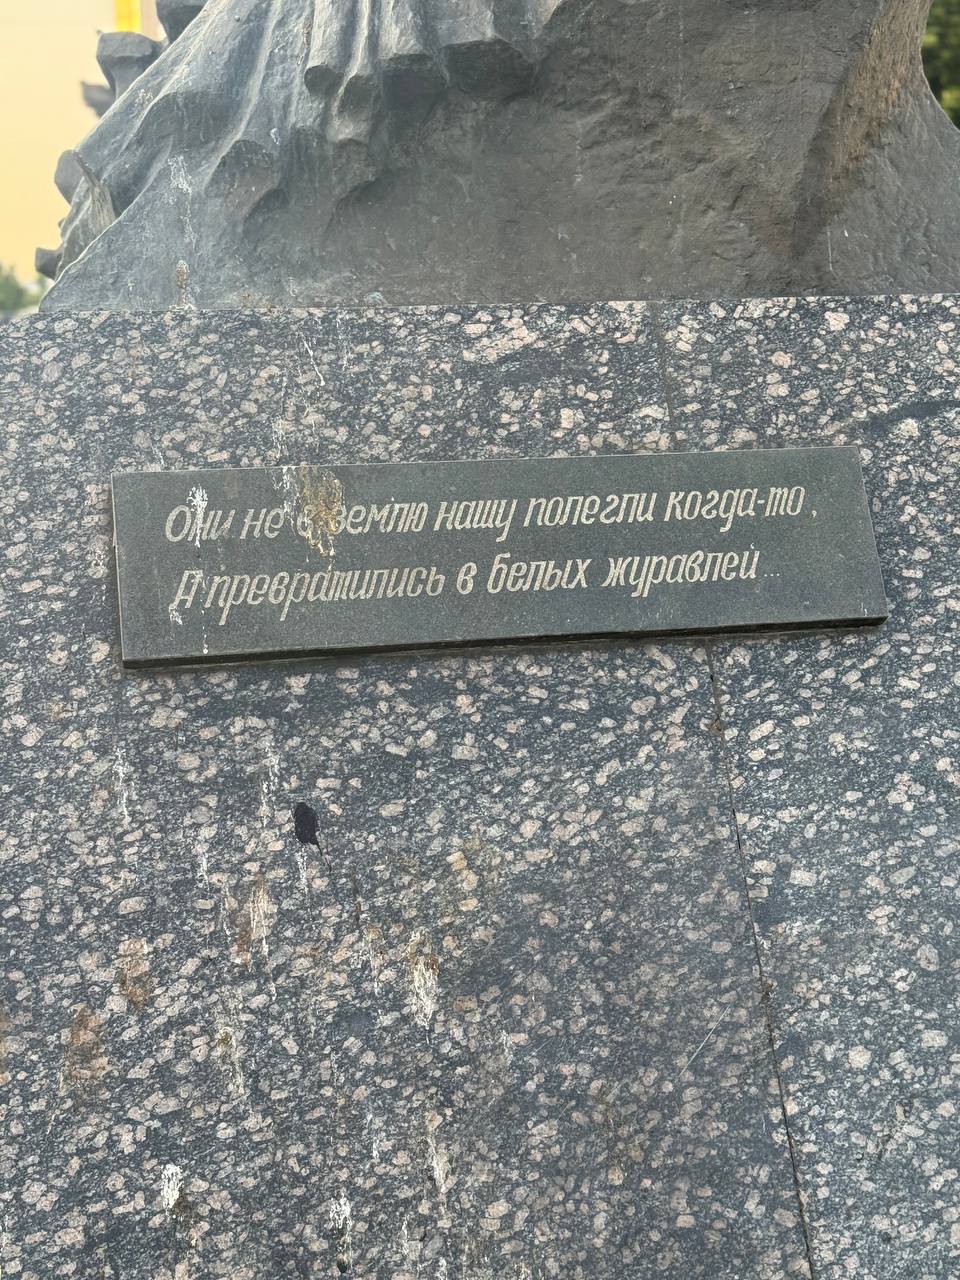 Они не в землю нашу полегли когда-то,
А превратились в белых журавлей...